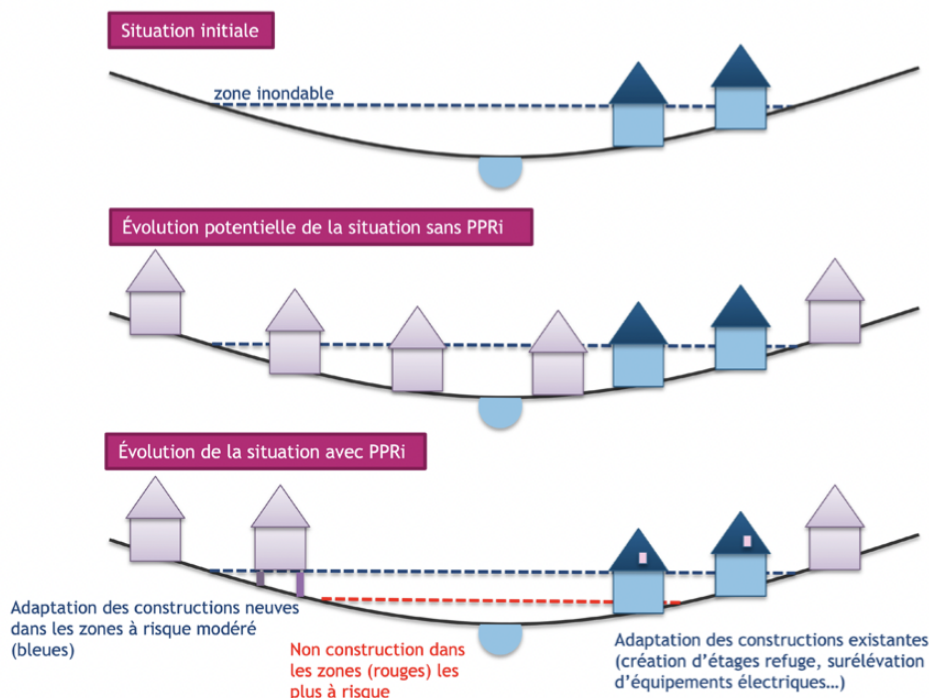 Situation initiale
zone inondable
Évolution potentielle de la situation sans PPRi
Évolution de la situation avec PPRi
Adaptation des constructions neuves
dans les zones à risque modéré
(bleues)
Non construction dans
les zones (rouges) les
plus à risque
Adaptation des constructions existantes
(création d’étages refuge, surélévation
d’équipements électriques…)